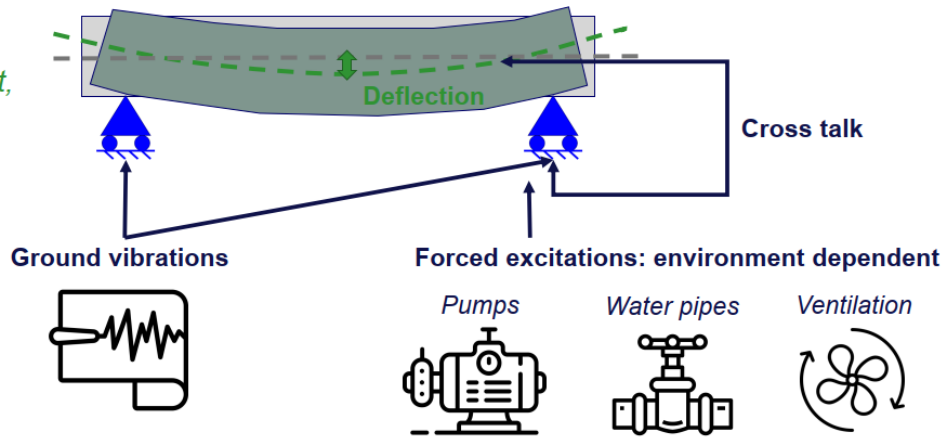 t,
Deflection
Cross talk
Ground vibrations
Forced excitations: environment dependent
Pumps
Water pipes
Ventilation